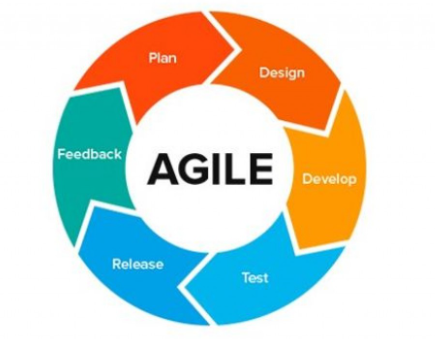 Plan
Design
Develop
Test
Release
Feedback
AGILE